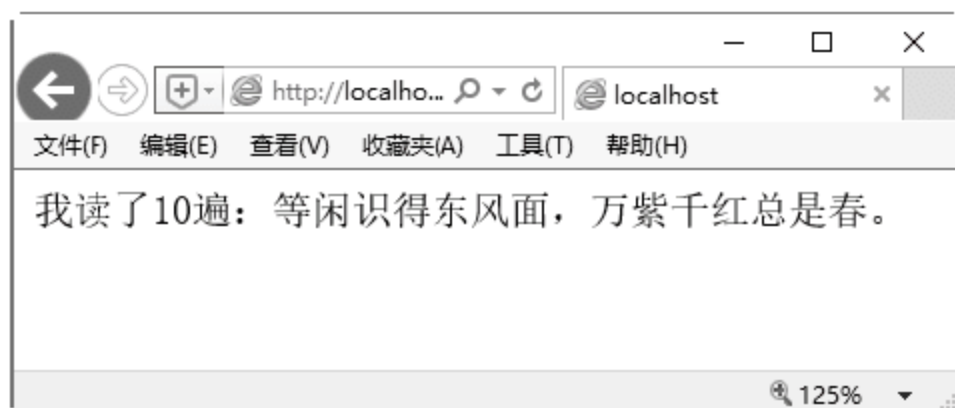 http://localho...
localhost
文件(F) 编辑(E) 查看(V) 收藏夹(A) 工具(T) 帮助(H)
我读了10遍：等闲识得东风面，万紫千红总是春。
125%